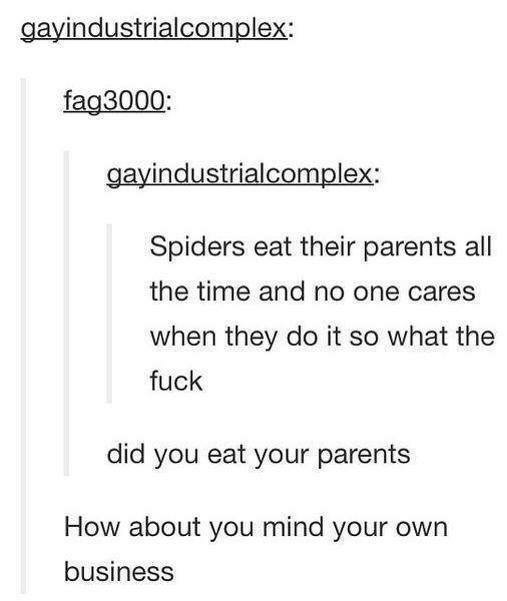 gayindustrialcomplex:
fag3000:
gayindustrialcomplex:
Spiders eat their parents all
the time and no one cares
when they do it so what the
fuck
did you eat your parents
How about you mind your own
business